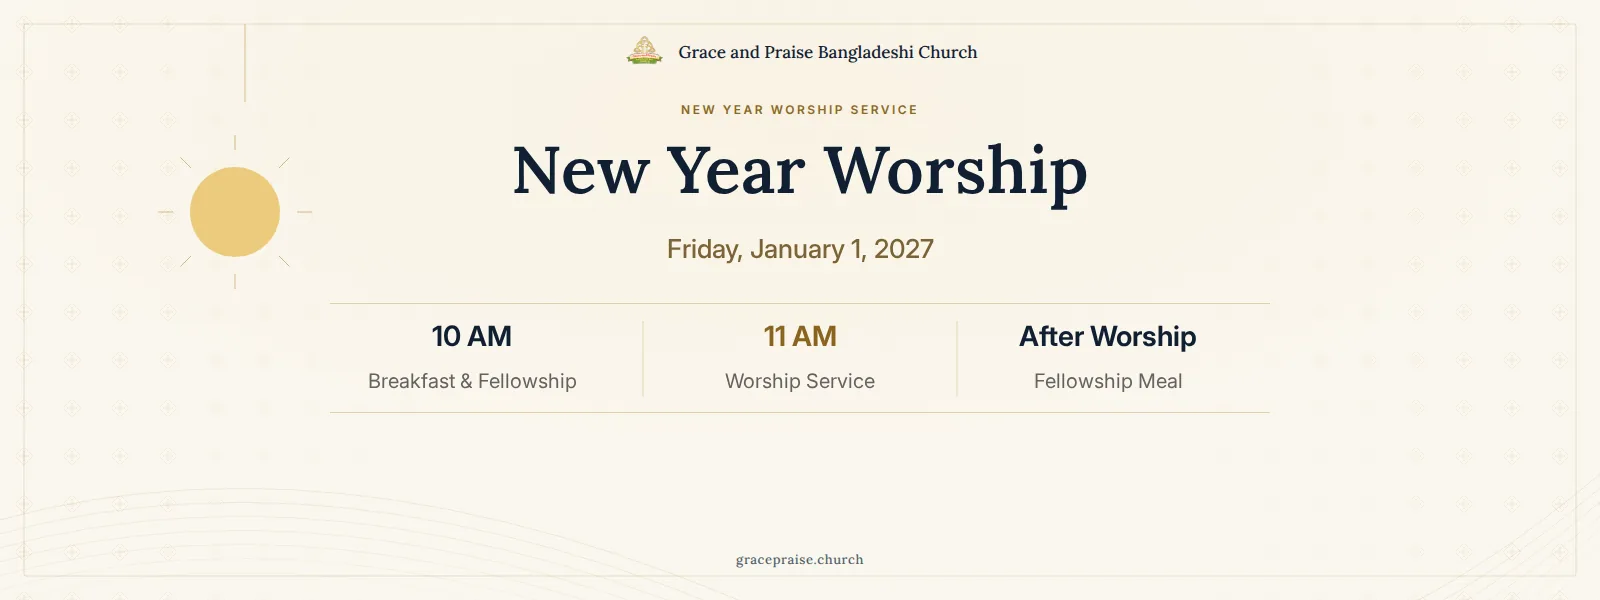 Grace and Praise Bangladeshi Church
NEW YEAR WORSHIP SERVICE
New Year Worship
Friday, January 1, 2027
10 AM
Breakfast & Fellowship
11 AM
Worship Service
After Worship
Fellowship Meal
gracepraise.church